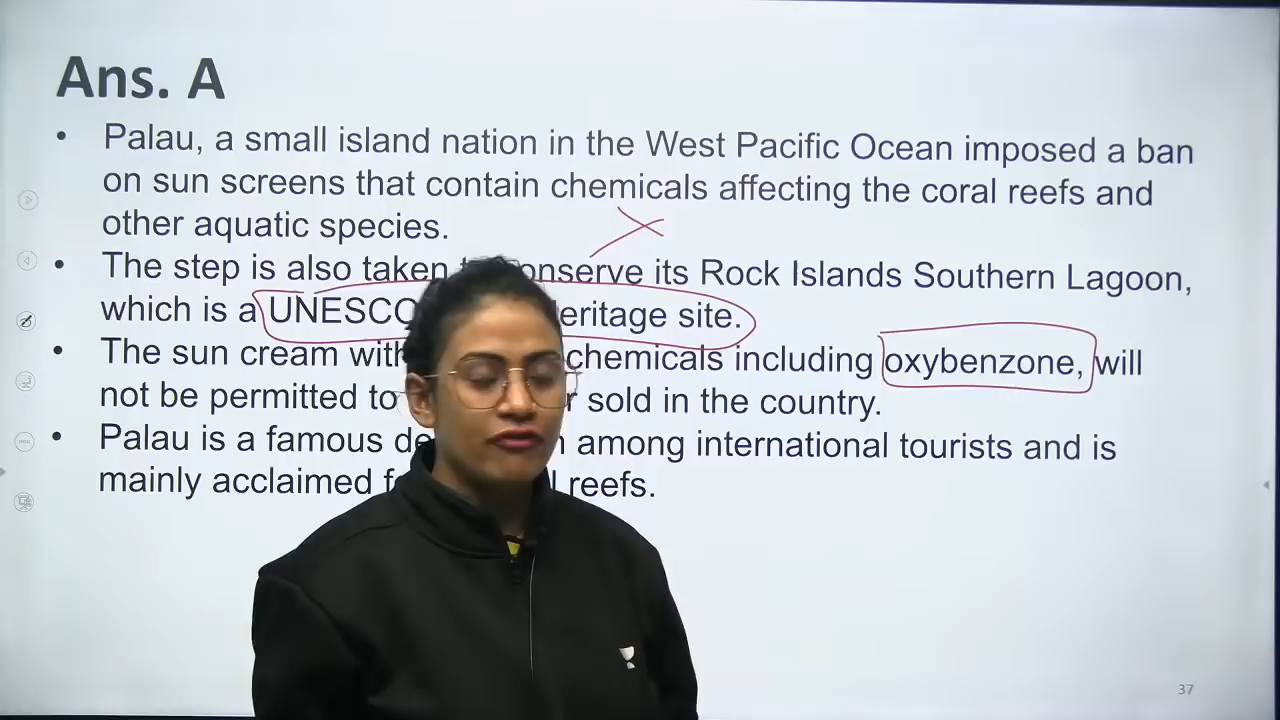 Ans. A
• Palau, a small island nation in the West Pacific Ocean imposed a ban
on sun screens that contain chemicals affecting the coral reefs and
other aquatic species.
• The step is also taken conserve its Rock Islands Southern Lagoon,
which is a UNESCO eritage site.
• The sun cream with chemicals including oxybenzone, will
not be permitted to sold in the country.
• Palau is a famous among international tourists and is
mainly acclaimed reefs.
37